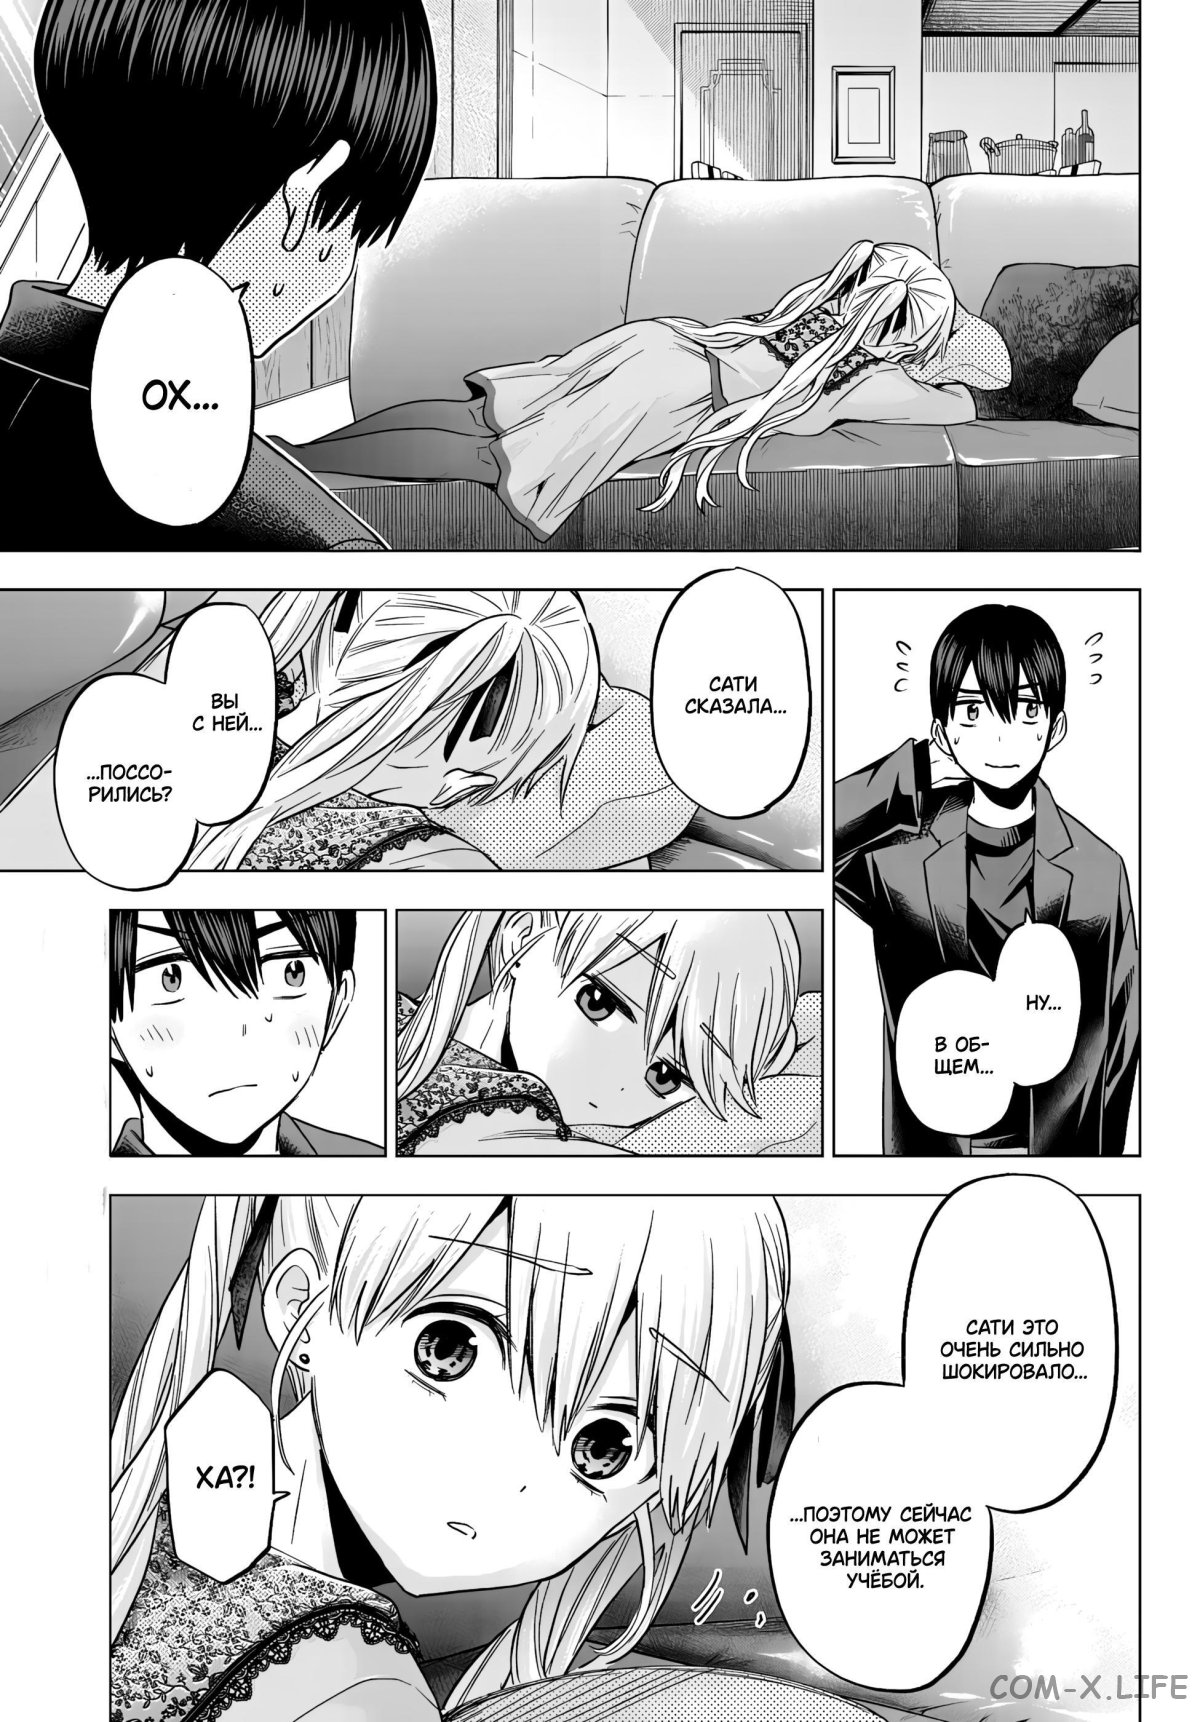 ОХ...
САТИ
СКАЗАЛА...
ВЫ
С НЕЙ...
...ПОССО-
РИЛИСЬ?
НУ...
В ОБ-
ЩЕМ...
САТИ ЭТО
ОЧЕНЬ СИЛЬНО
ШОКИРОВАЛО...
...ПОЭТОМУ СЕЙЧАС
ОНА НЕ МОЖЕТ
ЗАНИМАТЬСЯ
УЧЁБОЙ.
ХА?!
COM-X.LIFE